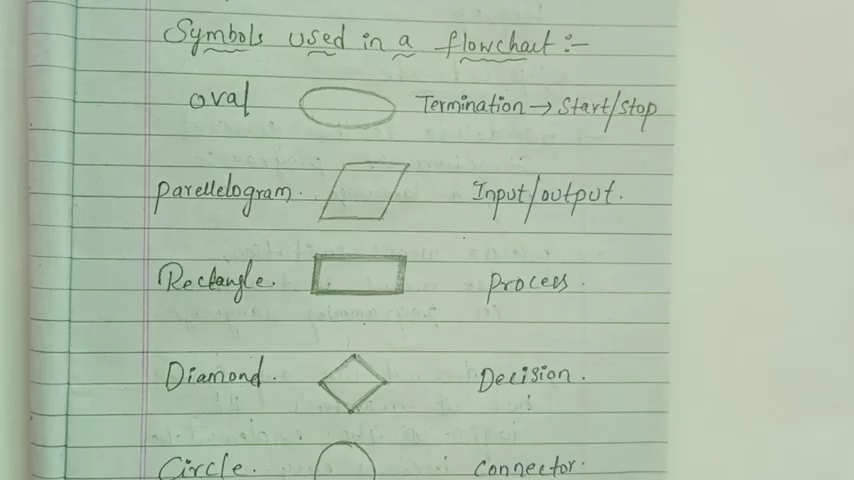 Symbols used in a flowchart :-
oval Termination → Start/Stop
parellelogram. Input/output.
Rectangle. process.
Diamond. Decision.
Circle. connector.